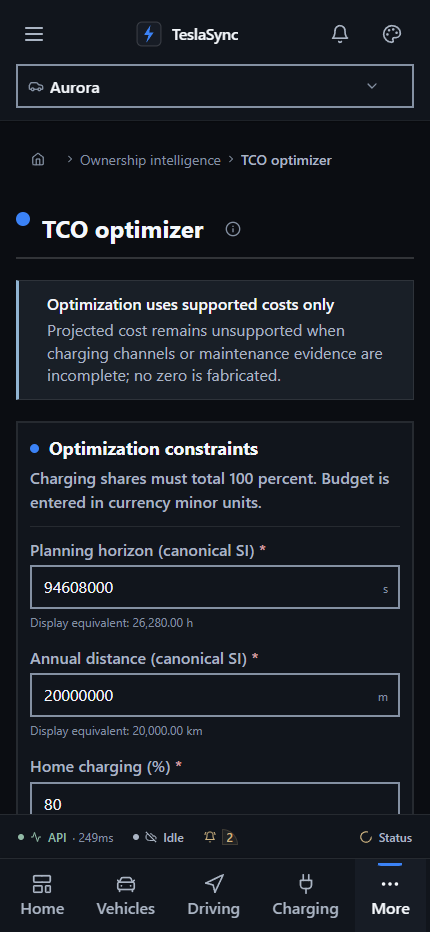 TeslaSync
Aurora
Ownership intelligence
TCO optimizer
TCO optimizer
Optimization uses supported costs only
Projected cost remains unsupported when
charging channels or maintenance evidence are
incomplete; no zero is fabricated.
Optimization constraints
Charging shares must total 100 percent. Budget is
entered in currency minor units.
Planning horizon (canonical SI) *
94608000 s
Display equivalent: 26,280.00 h
Annual distance (canonical SI) *
20000000 m
Display equivalent: 20,000.00 km
Home charging (%) *
80
API · 249ms Idle 2 Status
Home Vehicles Driving Charging More